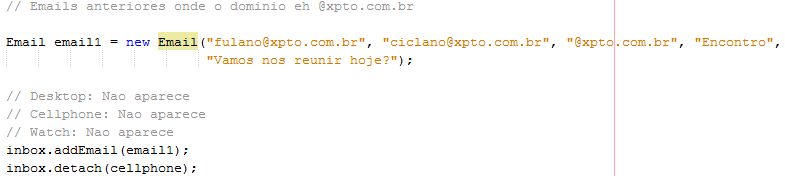 // Emails anteriores onde o dominio eh @xpto.com.br
Email email1 = new Email("fulano@xpto.com.br", "ciclano@xpto.com.br", "@xpto.com.br", "Encontro",
"Vamos nos reunir hoje?");
// Desktop: Nao aparece
// Cellphone: Nao aparece
// Watch: Nao aparece
inbox.addEmail(email1);
inbox.detach(cellphone);